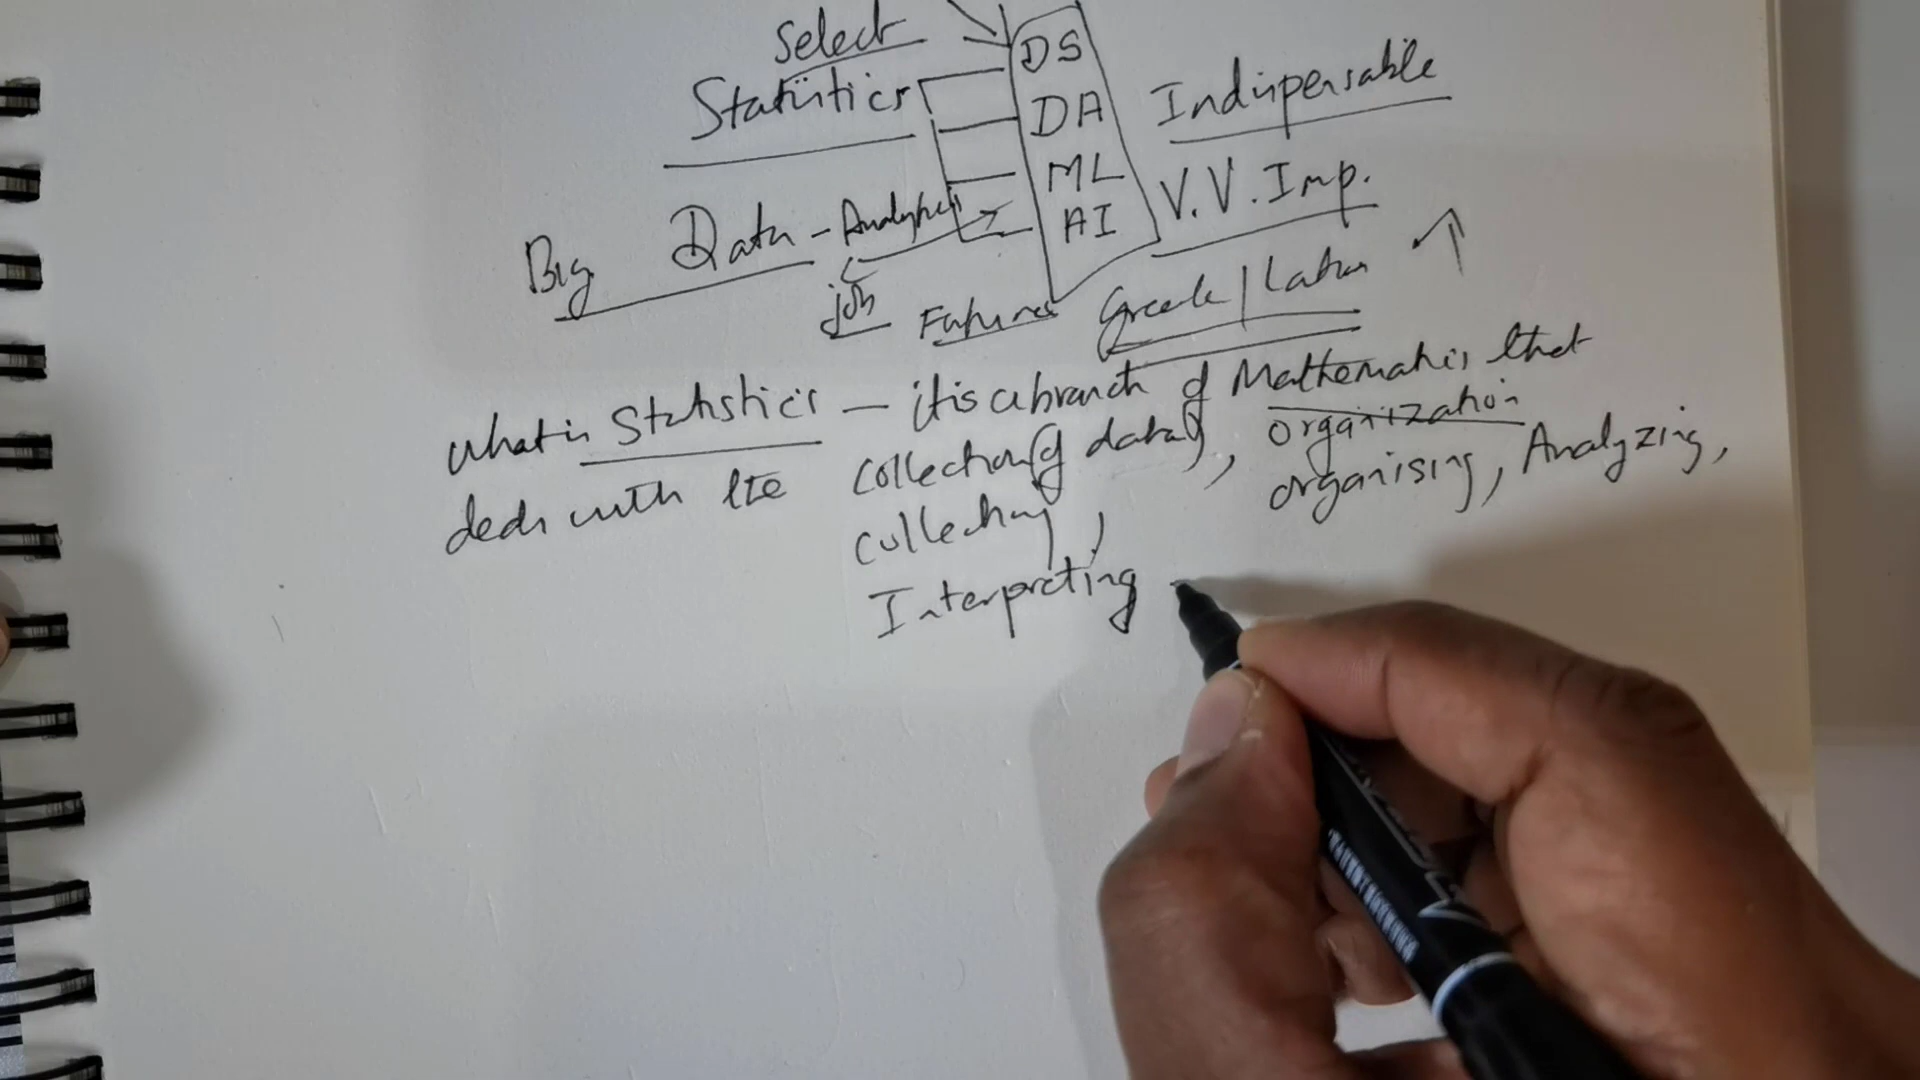 Select
Statistics DS
DA Indispensable
ML V.V. Imp.
AI
Big Data - Analytics
job Futures Greek | Latin
what is Statistics — it is a branch of Mathematics that
deals with the collection of data, organization
collecting, organising, Analyzing,
Interpreting